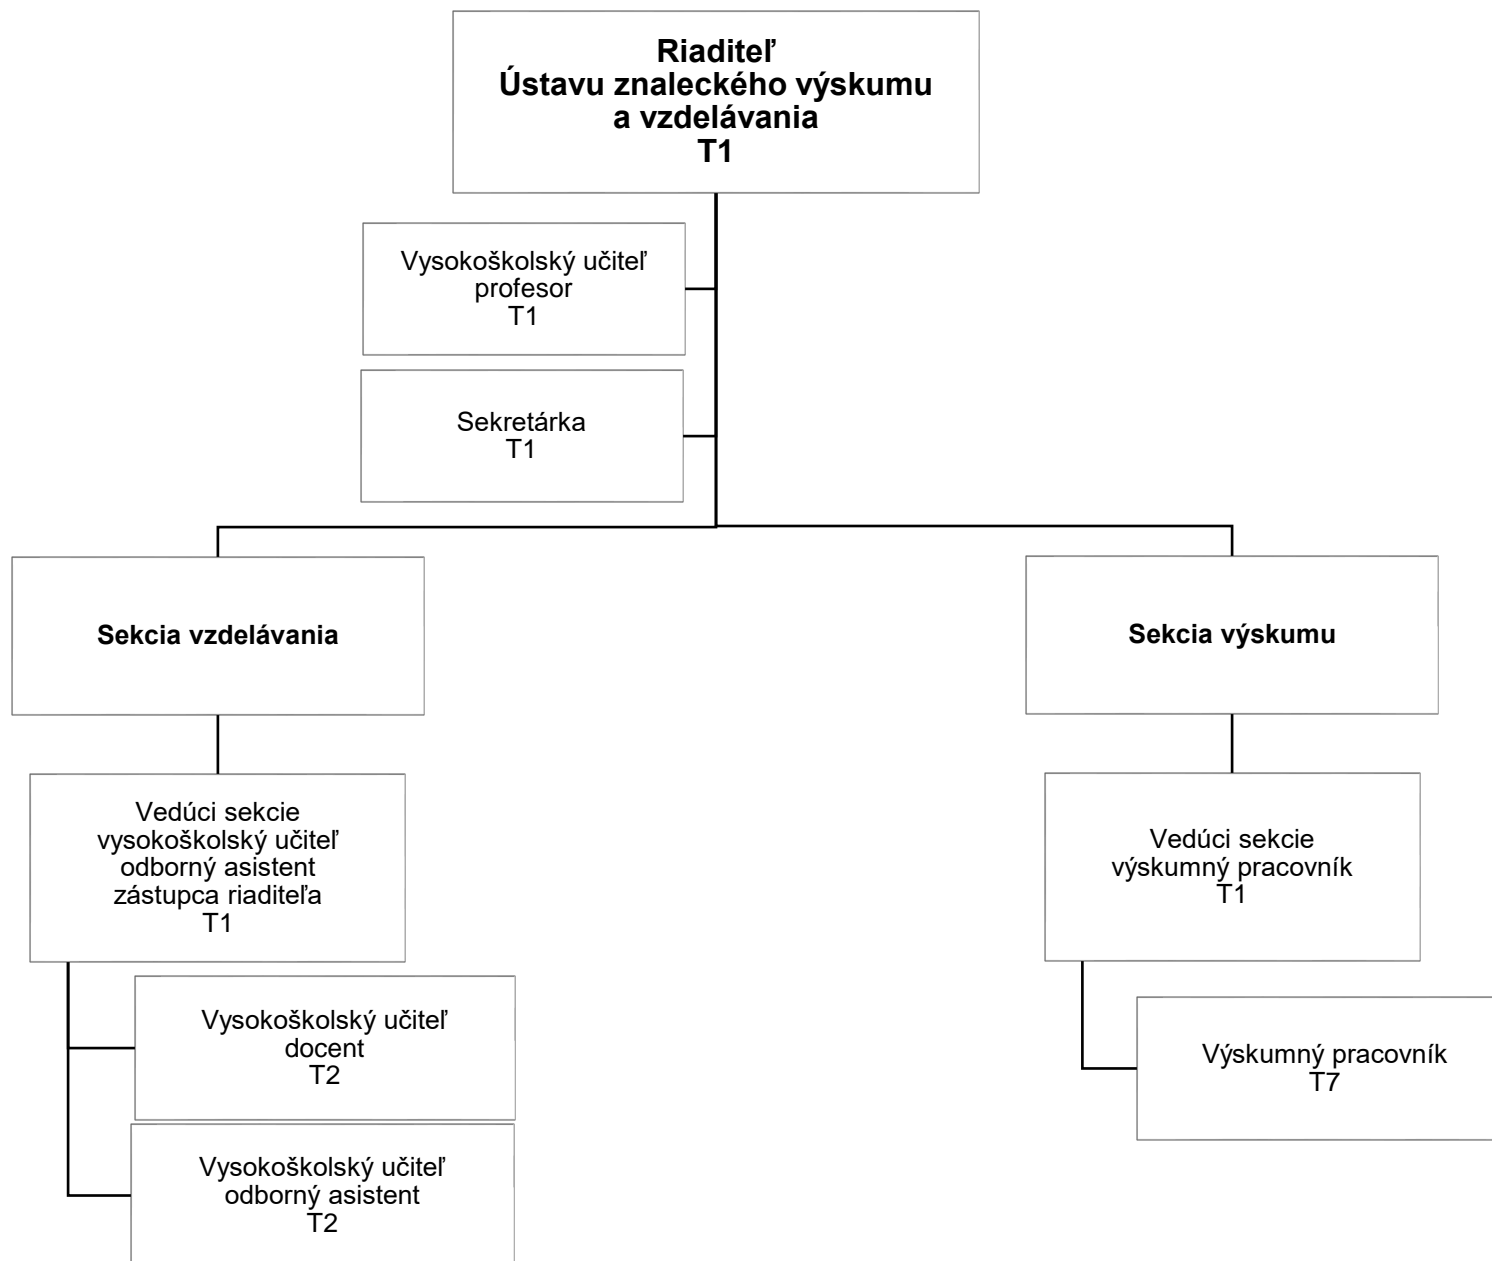 Riaditeľ
Ústavu znaleckého výskumu
a vzdelávania
T1
Vysokoškolský učiteľ
profesor
T1
Sekretárka
T1
Sekcia vzdelávania
Sekcia výskumu
Vedúci sekcie
vysokoškolský učiteľ
odborný asistent
zástupca riaditeľa
T1
Vedúci sekcie
výskumný pracovník
T1
Vysokoškolský učiteľ
docent
T2
Výskumný pracovník
T7
Vysokoškolský učiteľ
odborný asistent
T2